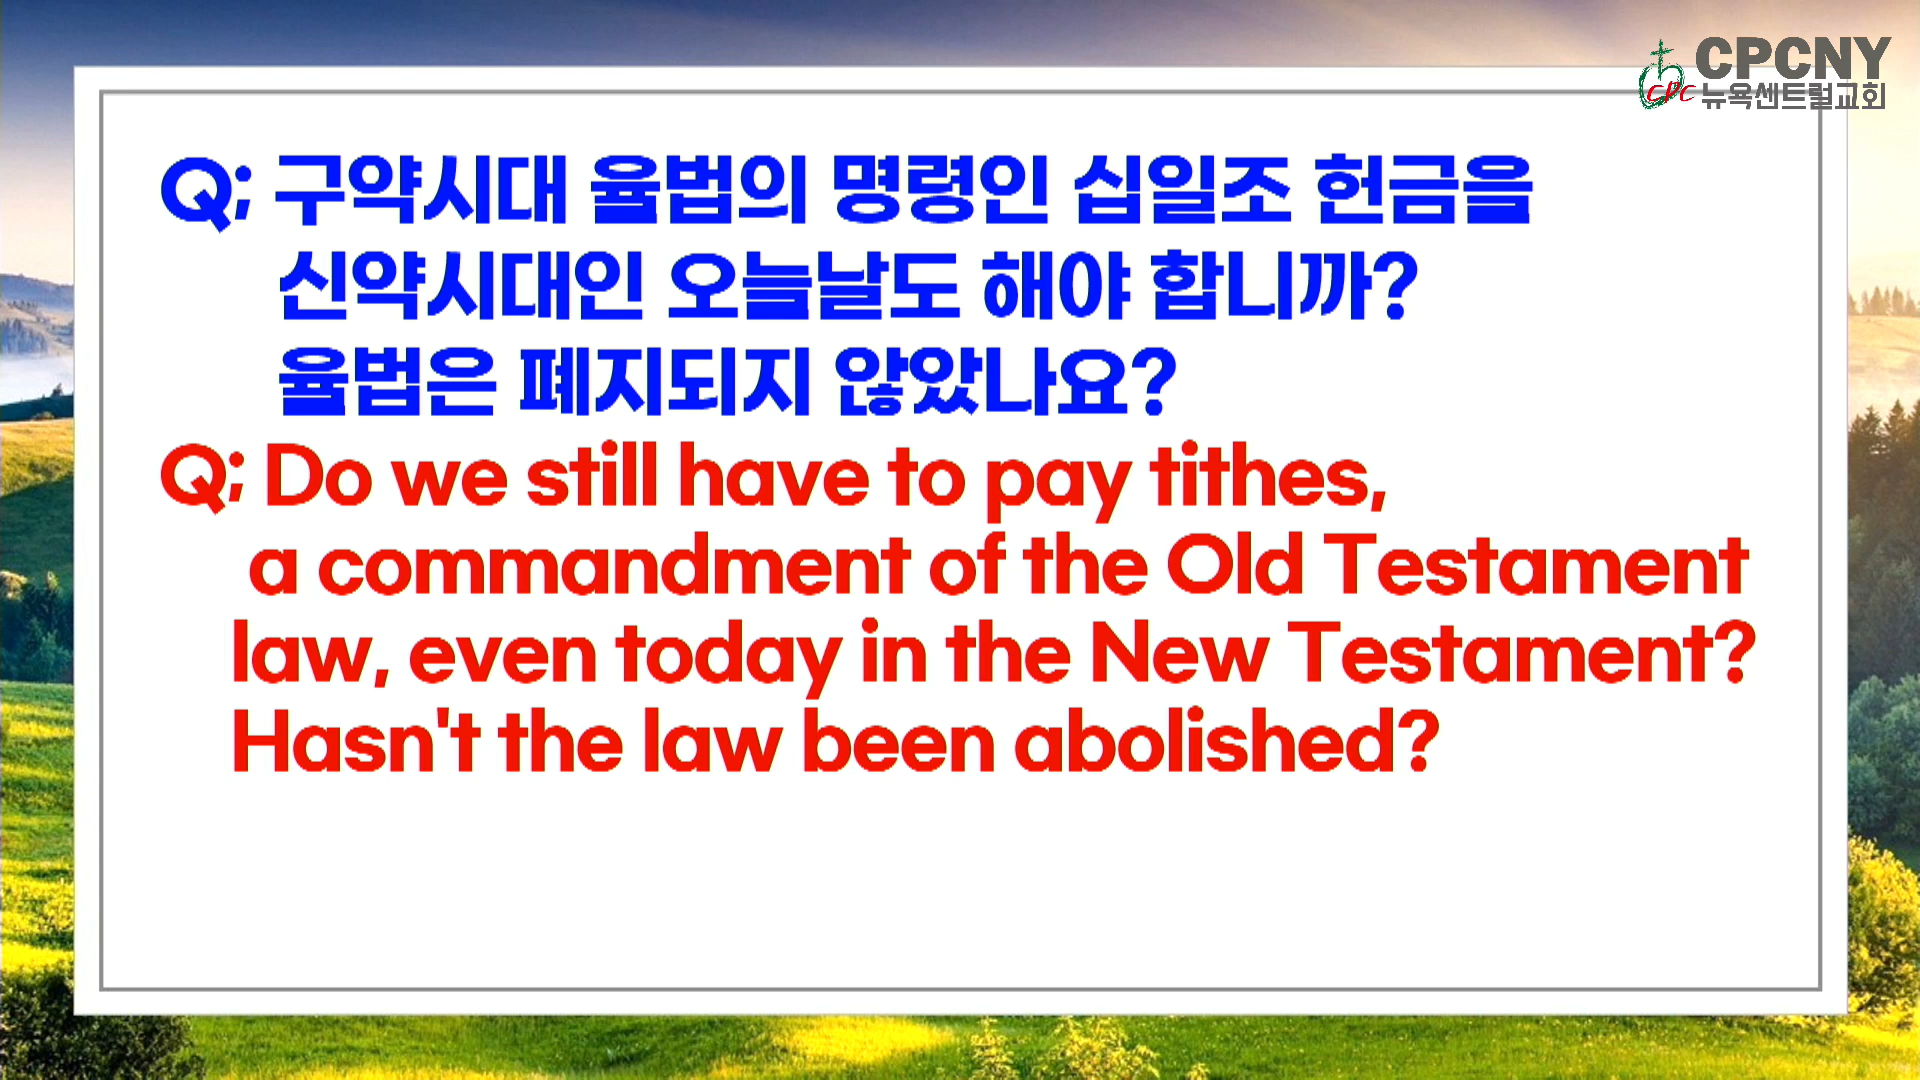 CPCNY
CPC 뉴욕센트럴교회
Q; 구약시대 율법의 명령인 십일조 헌금을
신약시대인 오늘날도 해야 합니까?
율법은 폐지되지 않았나요?
Q; Do we still have to pay tithes,
a commandment of the Old Testament
law, even today in the New Testament?
Hasn't the law been abolished?